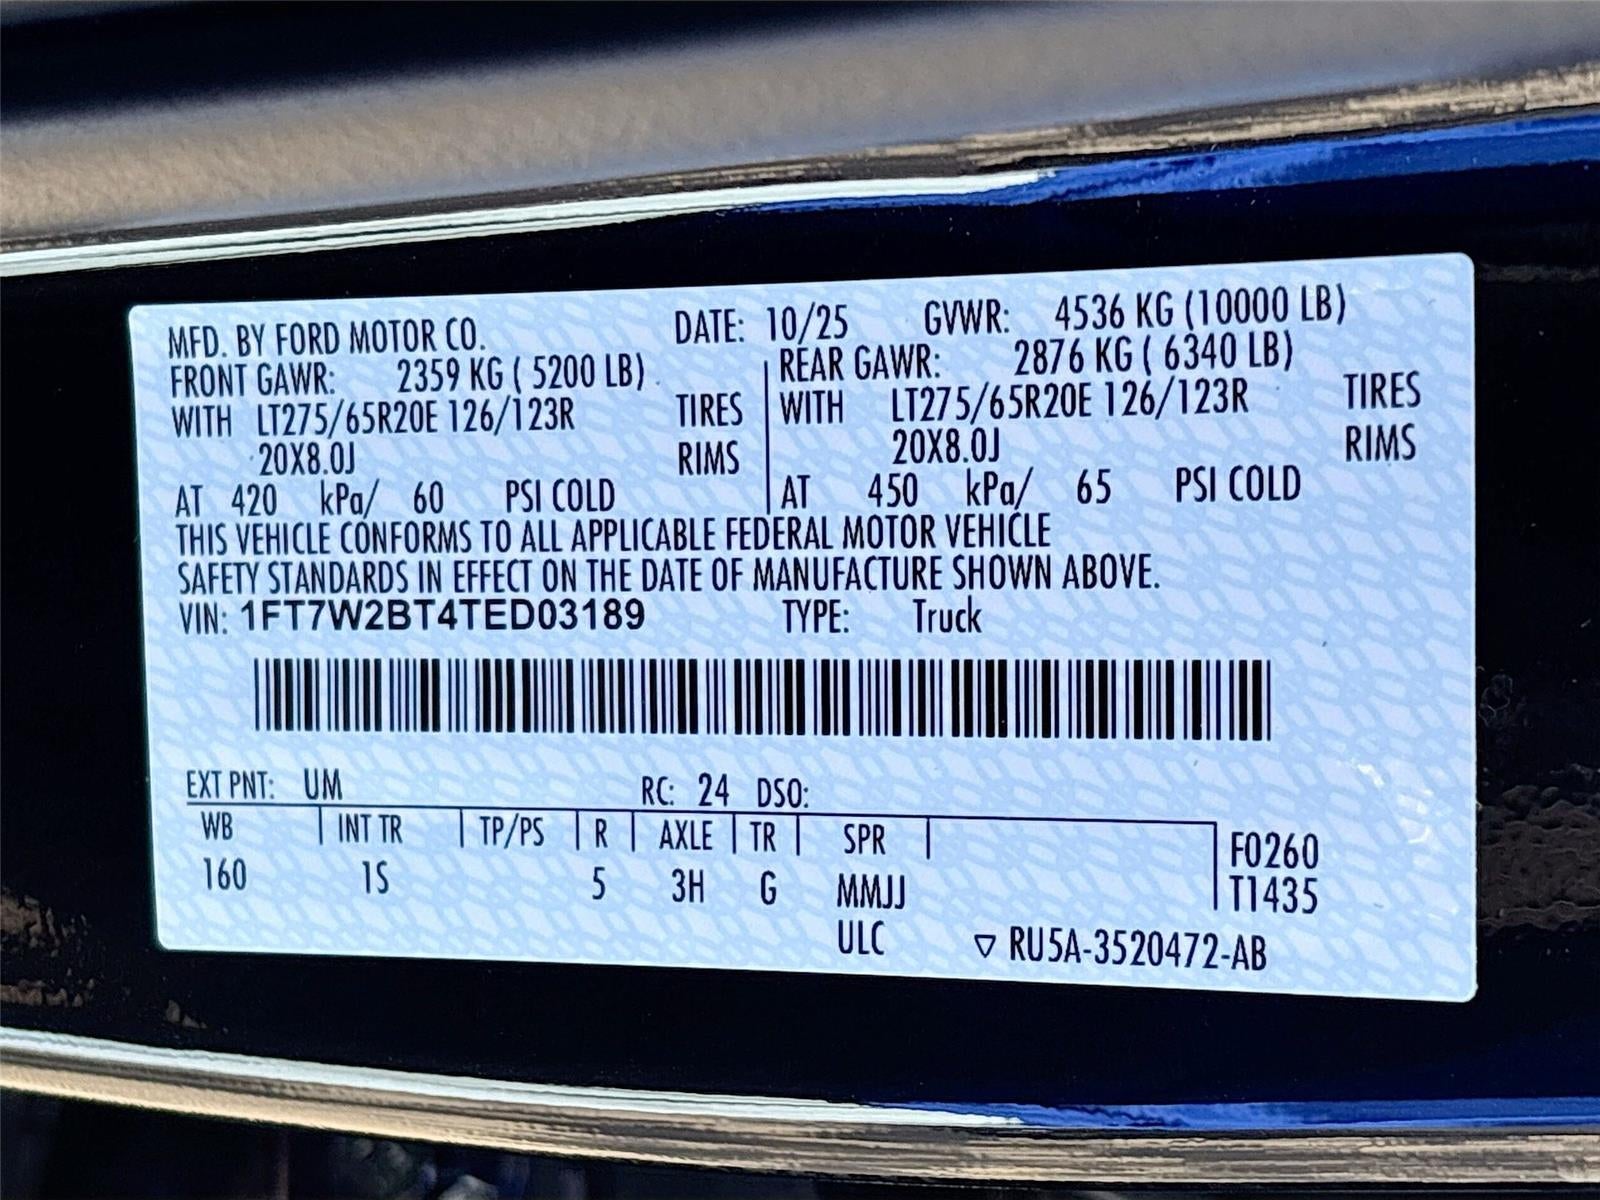 MFD. BY FORD MOTOR CO. DATE: 10/25 GVWR: 4536 KG (10000 LB)
FRONT GAWR: 2359 KG ( 5200 LB) REAR GAWR: 2876 KG ( 6340 LB)
WITH LT275/65R20E 126/123R TIRES WITH LT275/65R20E 126/123R TIRES
20X8.0J RIMS 20X8.0J RIMS
AT 420 kPa/ 60 PSI COLD AT 450 kPa/ 65 PSI COLD
THIS VEHICLE CONFORMS TO ALL APPLICABLE FEDERAL MOTOR VEHICLE
SAFETY STANDARDS IN EFFECT ON THE DATE OF MANUFACTURE SHOWN ABOVE.
VIN: 1FT7W2BT4TED03189 TYPE: Truck
EXT PNT: UM RC: 24 DSO:
WB INT TR TP/PS R AXLE TR SPR F0260
160 1S 5 3H G MMJJ T1435
ULC ▽ RU5A-3520472-AB